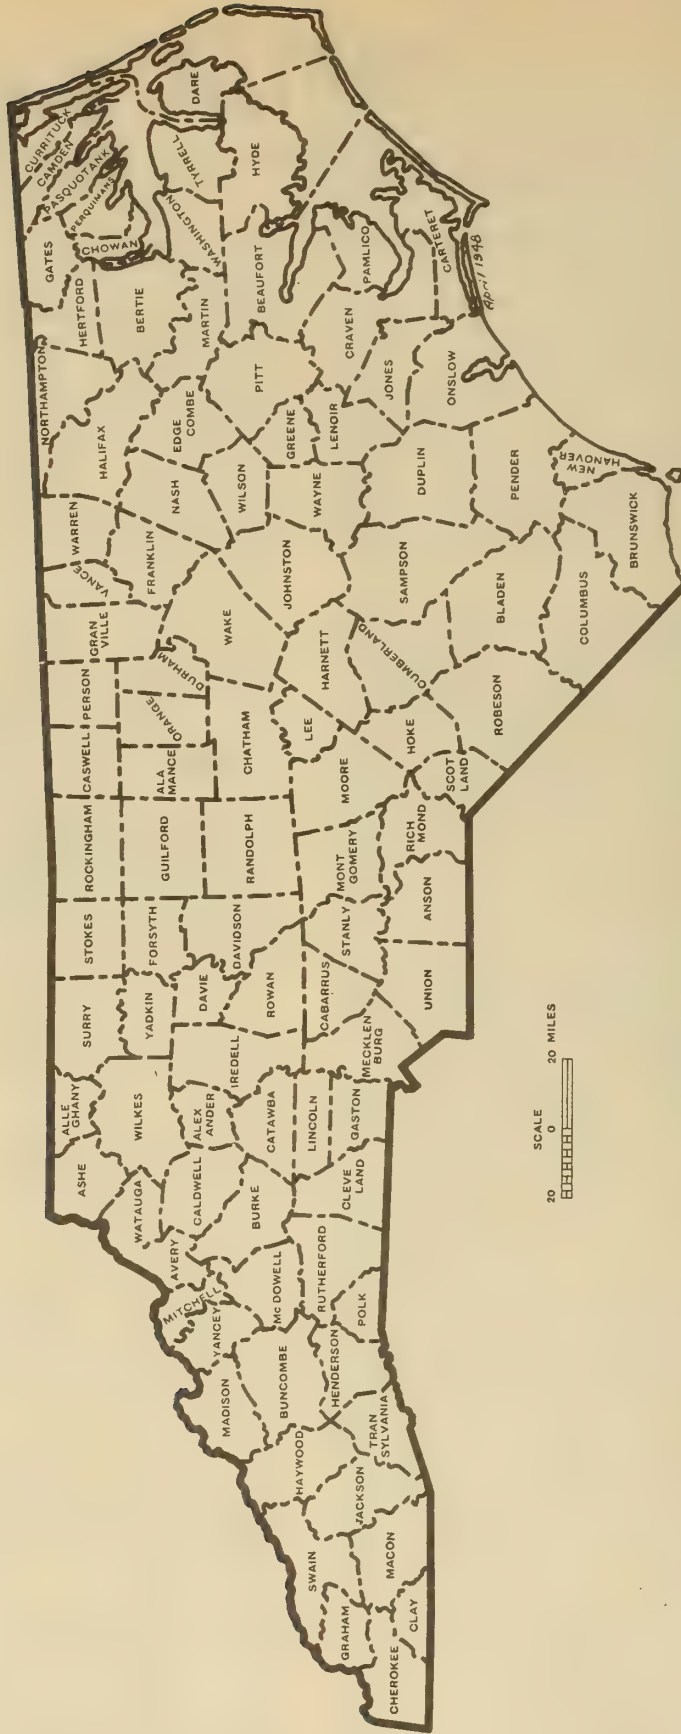 CURRITUCK
CAMDEN
PASQUOTANK
PERQUIMANS
GATES
CHOWAN
HERTFORD
NORTHAMPTON
BERTIE
HALIFAX
WARREN
VANCE
GRAN
VILLE
PERSON
CASWELL
ROCKINGHAM
STOKES
SURRY
ALLE
GHANY
ASHE
DARE
TYRRELL
WASHINGTON
HYDE
MARTIN
BEAUFORT
EDGE
COMBE
NASH
FRANKLIN
PITT
WILSON
WAKE
DURHAM
ORANGE
ALA
MANCE
GUILFORD
FORSYTH
YADKIN
WILKES
WATAUGA
PAMLICO
CARTERET
CRAVEN
JONES
ONSLOW
GREENE
LENOIR
WAYNE
JOHNSTON
CHATHAM
RANDOLPH
DAVIDSON
DAVIE
ROWAN
IREDELL
ALEX
ANDER
CATAWBA
CALDWELL
BURKE
AVERY
MITCHELL
YANCEY
MADISON
McDOWELL
BUNCOMBE
HAYWOOD
SWAIN
GRAHAM
CHEROKEE
CLAY
MACON
JACKSON
TRAN
SYLVANIA
HENDERSON
POLK
RUTHERFORD
CLEVE
LAND
LINCOLN
GASTON
MECKLEN
BURG
CABARRUS
STANLY
UNION
ANSON
MONT
GOMERY
RICH
MOND
MOORE
LEE
HARNETT
HOKE
SCOT
LAND
CUMBERLAND
SAMPSON
DUPLIN
PENDER
NEW
HANOVER
BRUNSWICK
COLUMBUS
BLADEN
ROBESON
April 1948
SCALE
20 0 20 MILES